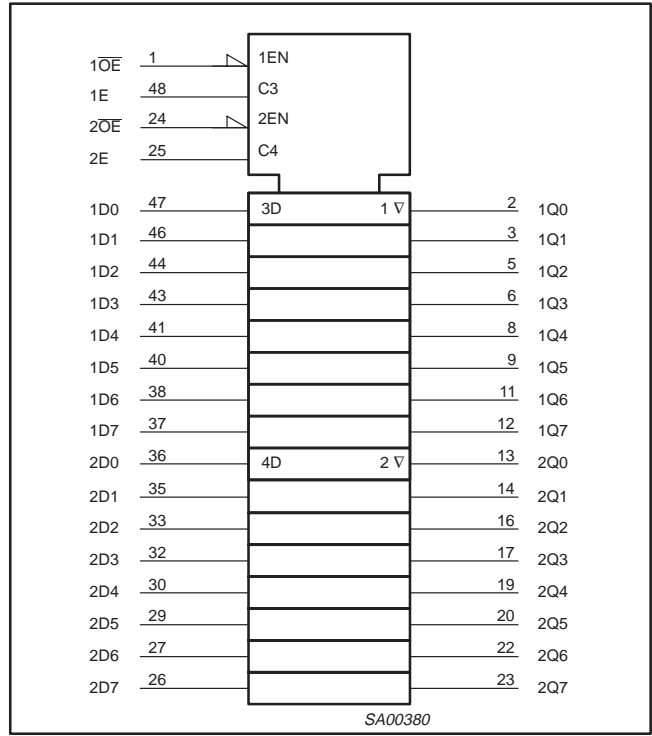 1O̅E̅ 1 1EN
1E 48 C3
2O̅E̅ 24 2EN
2E 25 C4
1D0 47 3D 1 ∇ 2 1Q0
1D1 46 3 1Q1
1D2 44 5 1Q2
1D3 43 6 1Q3
1D4 41 8 1Q4
1D5 40 9 1Q5
1D6 38 11 1Q6
1D7 37 12 1Q7
2D0 36 4D 2 ∇ 13 2Q0
2D1 35 14 2Q1
2D2 33 16 2Q2
2D3 32 17 2Q3
2D4 30 19 2Q4
2D5 29 20 2Q5
2D6 27 22 2Q6
2D7 26 23 2Q7
SA00380